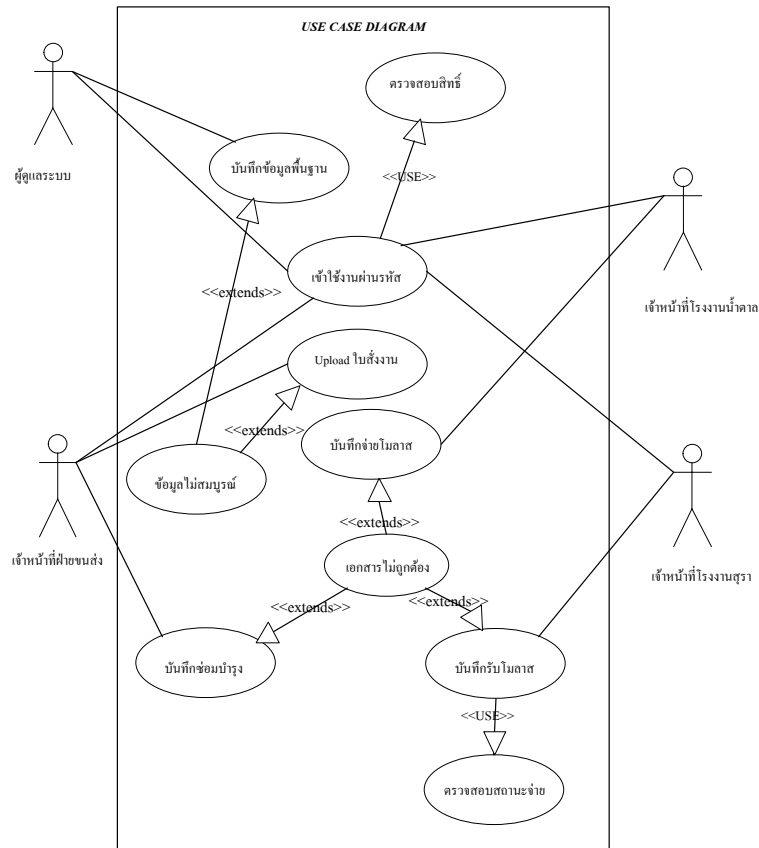 USE CASE DIAGRAM
ตรวจสอบสิทธิ์
ผู้ดูแลระบบ
บันทึกข้อมูลพื้นฐาน
<<USE>>
เข้าใช้งานผ่านรหัส
<<extends>>
เจ้าหน้าที่โรงงานน้ำตาล
Upload ใบสั่งงาน
<<extends>>
บันทึกจ่ายโมลาส
ข้อมูลไม่สมบูรณ์
<<extends>>
เจ้าหน้าที่ฝ่ายขนส่ง
เอกสารไม่ถูกต้อง
เจ้าหน้าที่โรงงานสุรา
<<extends>>
<<extends>>
บันทึกซ่อมบำรุง
บันทึกรับโมลาส
<<USE>>
ตรวจสอบสถานะจ่าย